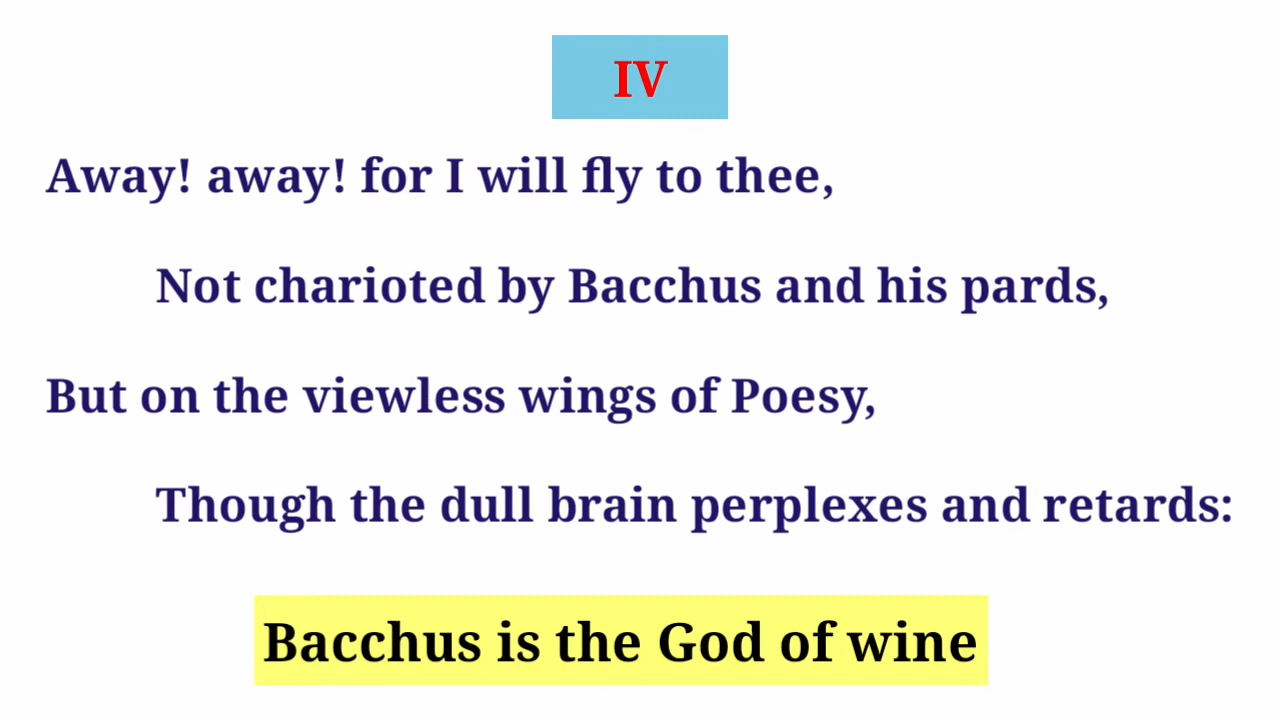 IV
Away! away! for I will fly to thee,
Not charioted by Bacchus and his pards,
But on the viewless wings of Poesy,
Though the dull brain perplexes and retards:
Bacchus is the God of wine